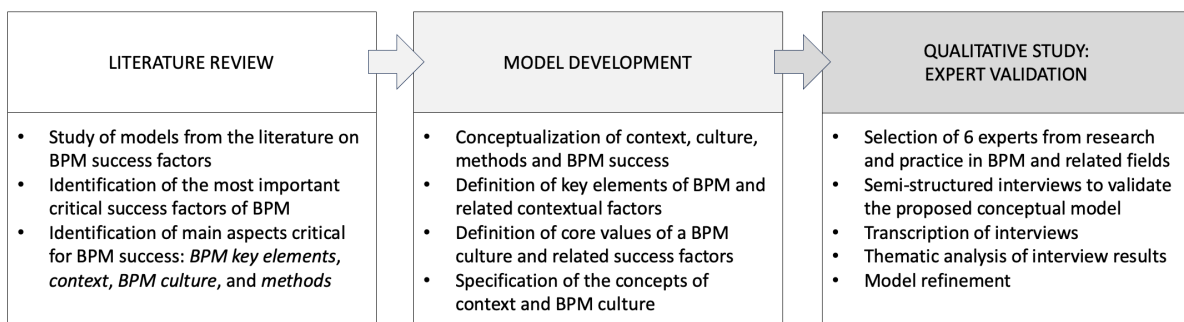 LITERATURE REVIEW
• Study of models from the literature on
BPM success factors
• Identification of the most important
critical success factors of BPM
• Identification of main aspects critical
for BPM success: BPM key elements,
context, BPM culture, and methods
MODEL DEVELOPMENT
• Conceptualization of context, culture,
methods and BPM success
• Definition of key elements of BPM and
related contextual factors
• Definition of core values of a BPM
culture and related success factors
• Specification of the concepts of
context and BPM culture
QUALITATIVE STUDY:
EXPERT VALIDATION
• Selection of 6 experts from research
and practice in BPM and related fields
• Semi-structured interviews to validate
the proposed conceptual model
• Transcription of interviews
• Thematic analysis of interview results
• Model refinement